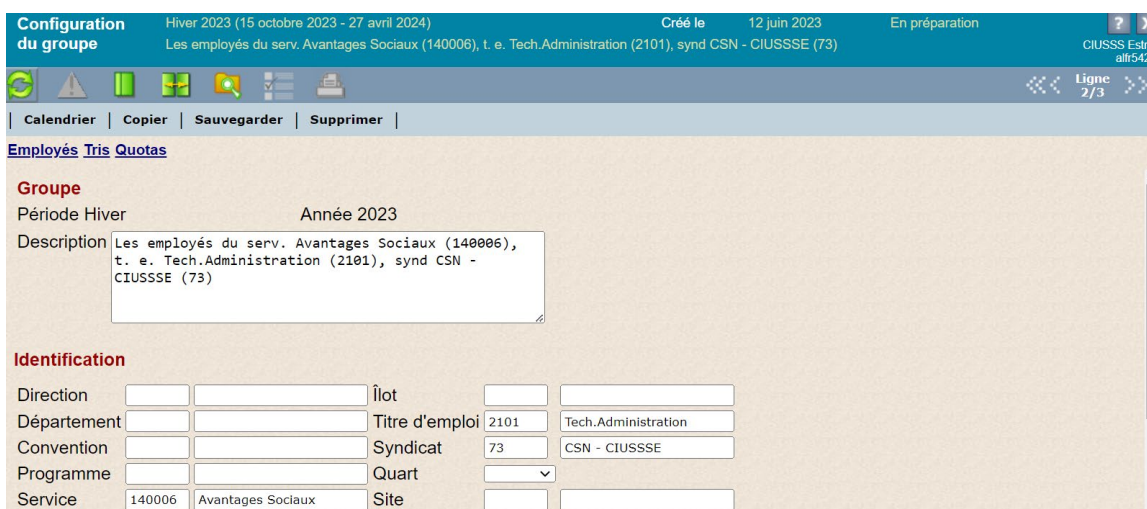 Configuration du groupe
Hiver 2023 (15 octobre 2023 - 27 avril 2024) Créé le 12 juin 2023 En préparation ?
Les employés du serv. Avantages Sociaux (140006), t. e. Tech.Administration (2101), synd CSN - CIUSSSE (73)
CIUSSS Estr
alfr542
Ligne
2/3
| Calendrier | Copier | Sauvegarder | Supprimer |
Employés Tris Quotas
Groupe
Période Hiver Année 2023
Description Les employés du serv. Avantages Sociaux (140006),
t. e. Tech.Administration (2101), synd CSN -
CIUSSSE (73)
Identification
Direction Îlot
Département Titre d'emploi 2101 Tech.Administration
Convention Syndicat 73 CSN - CIUSSSE
Programme Quart
Service 140006 Avantages Sociaux Site